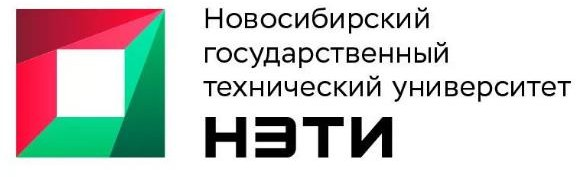 Новосибирский
государственный
технический университет
НЭТИ